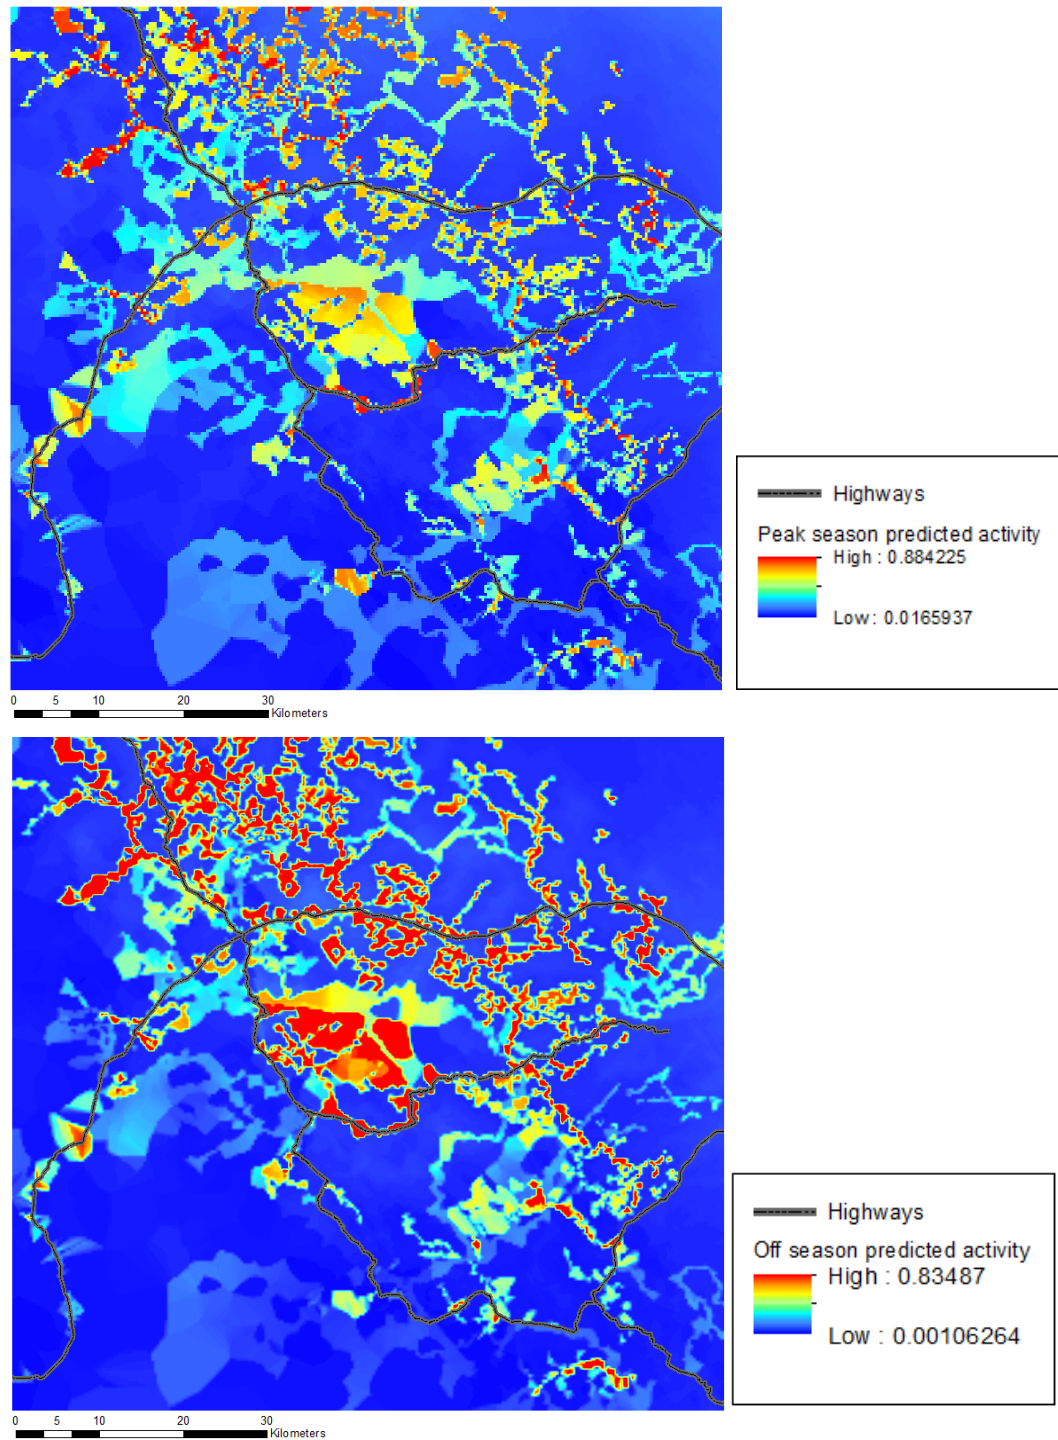 Highways
Peak season predicted activity
High : 0.884225
Low : 0.0165937
0 5 10 20 30
Kilometers
Highways
Off season predicted activity
High : 0.83487
Low : 0.00106264
0 5 10 20 30
Kilometers